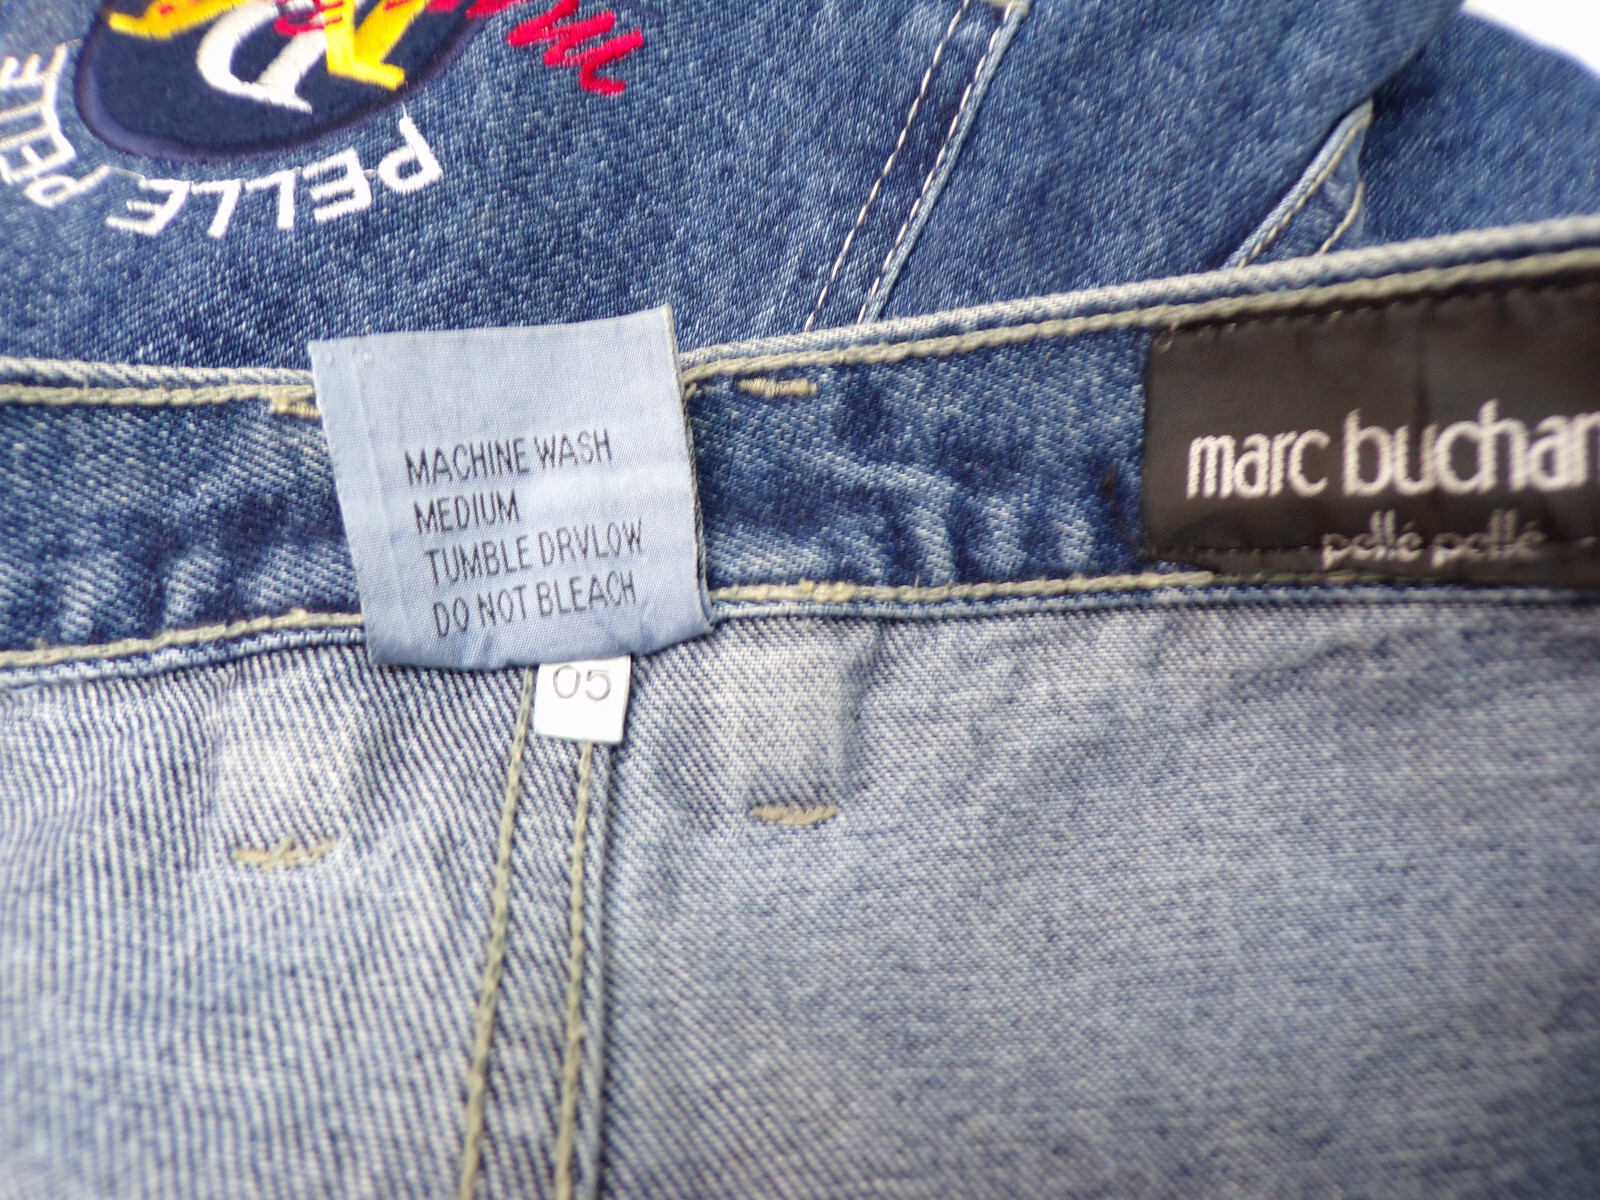 PELLE PELLE
MACHINE WASH
MEDIUM
TUMBLE DRVLOW
DO NOT BLEACH
05
marc buchan
pellé pellé